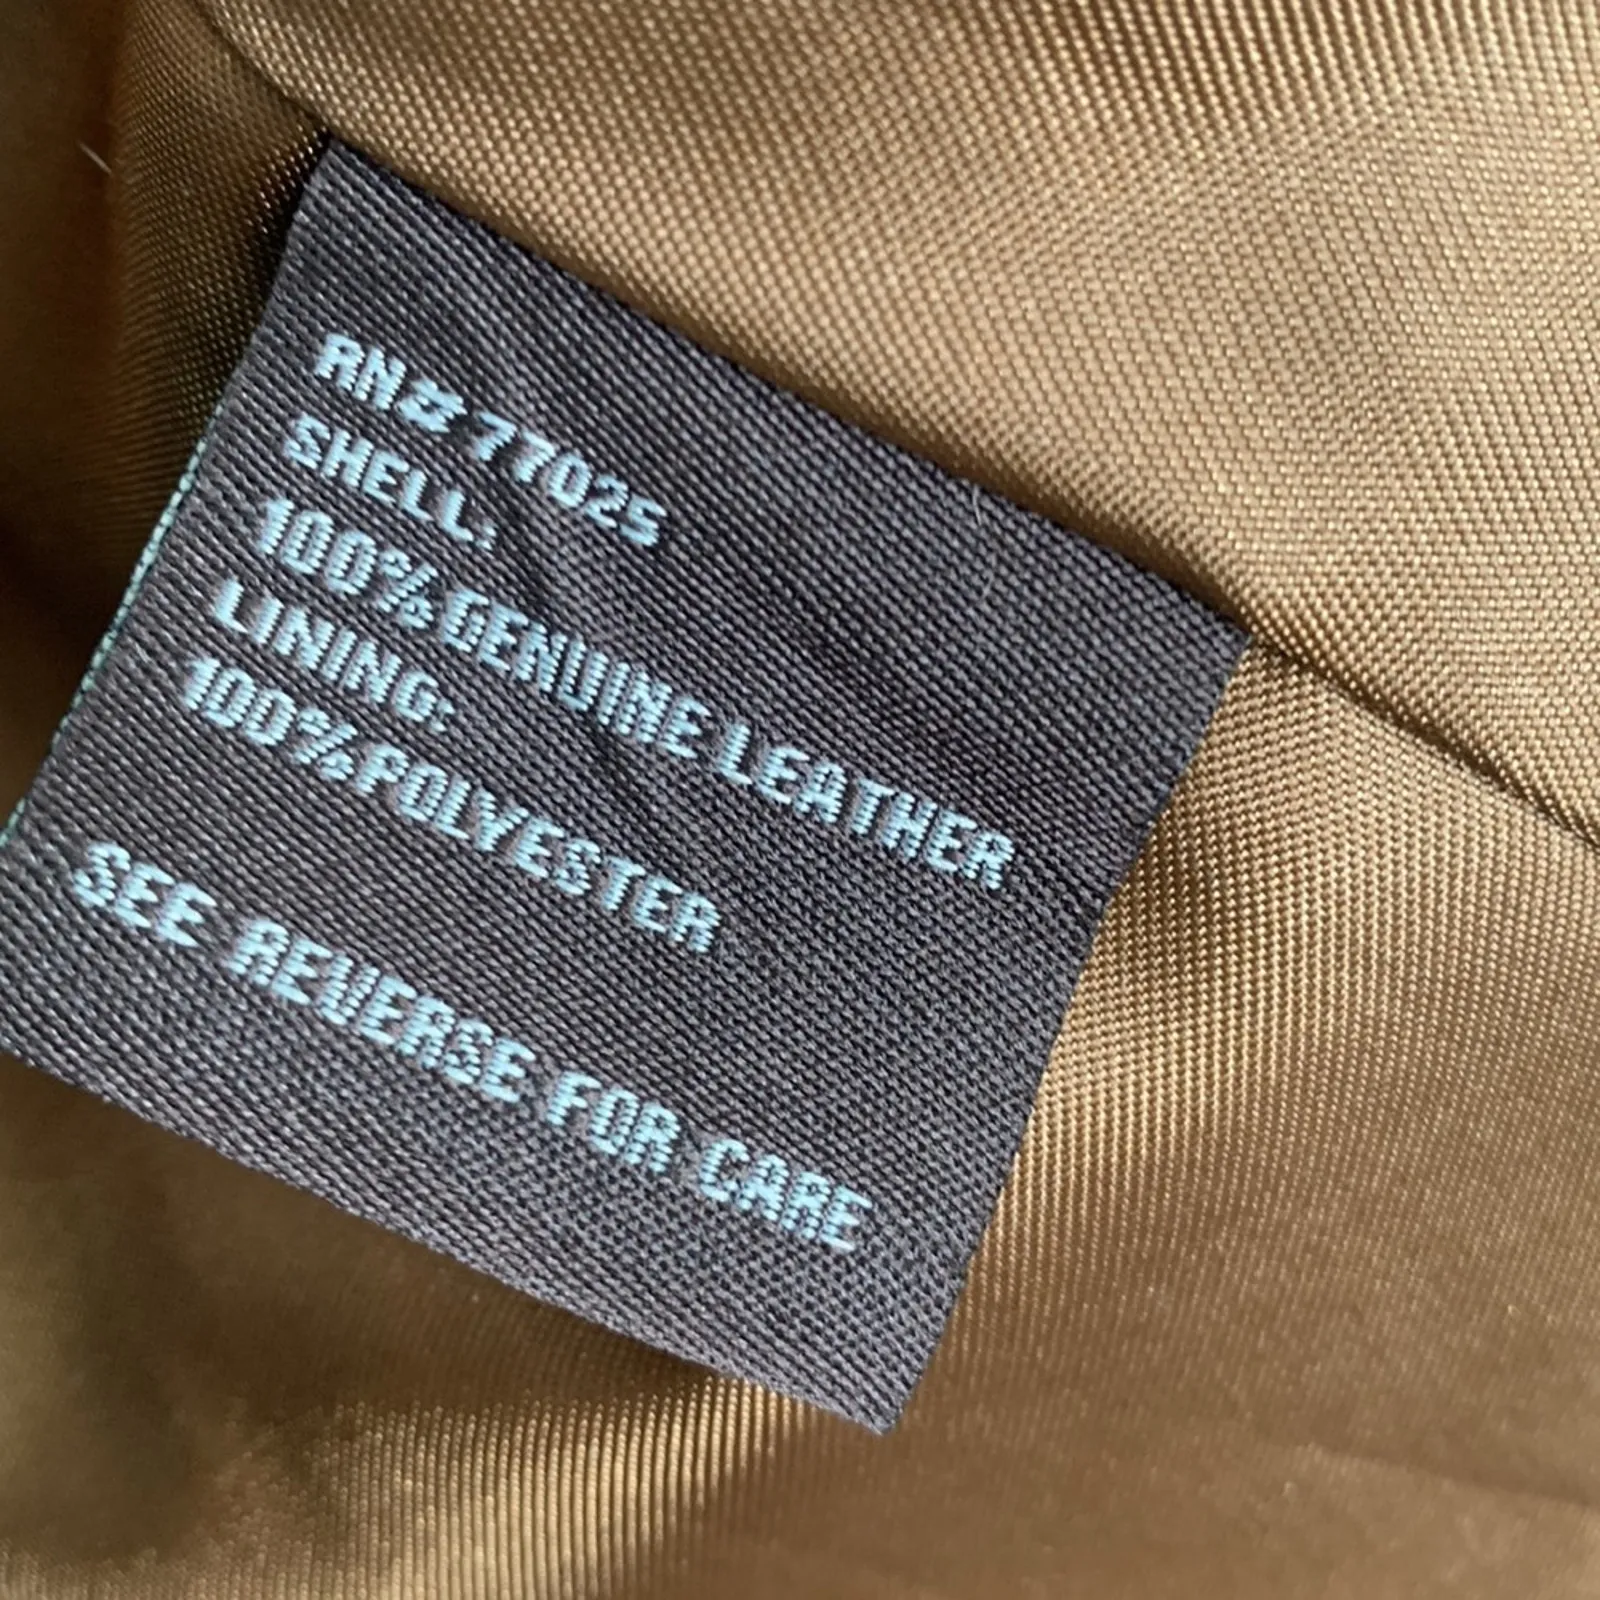 RN# 77025
SHELL:
100% GENUINE LEATHER
LINING:
100% POLYESTER
SEE REVERSE FOR CARE